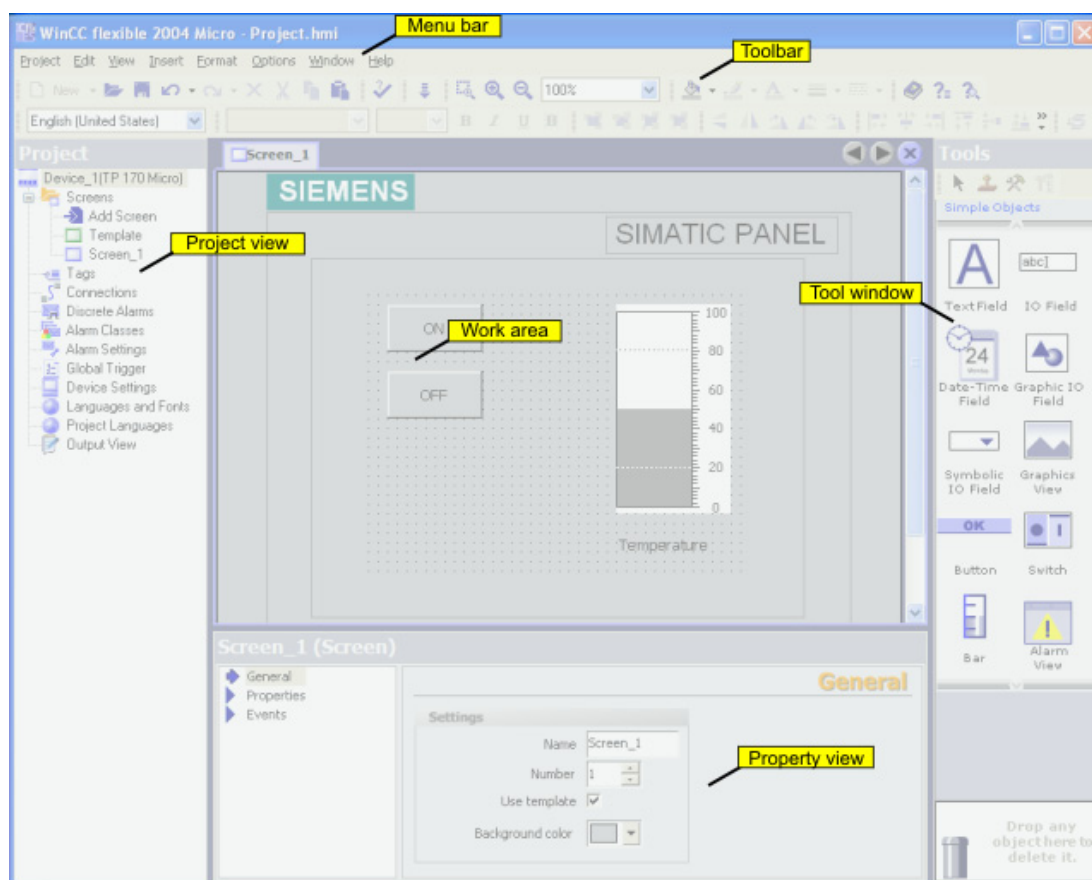 WinCC flexible 2004 Micro - Project.hmi
Menu bar
Project Edit View Insert Format Options Window Help
Toolbar
New
100%
English (United States)
B I U B
Project
Screen_1
Tools
Device_1(TP 170 Micro)
Screens
Add Screen
Template
Screen_1
Tags
Connections
Discrete Alarms
Alarm Classes
Alarm Settings
Global Trigger
Device Settings
Languages and Fonts
Project Languages
Output View
Project view
SIEMENS
SIMATIC PANEL
ON
Work area
OFF
100
80
60
40
20
0
Temperature
Simple Objects
A
abc]
Text Field IO Field
Tool window
24
Date-Time Graphic IO
Field Field
Symbolic Graphics
IO Field View
OK
Button Switch
Bar Alarm
View
Screen_1 (Screen)
General
Properties
Events
General
Settings
Name Screen_1
Number 1
Use template
Background color
Property view
Drop any
object here to
delete it.